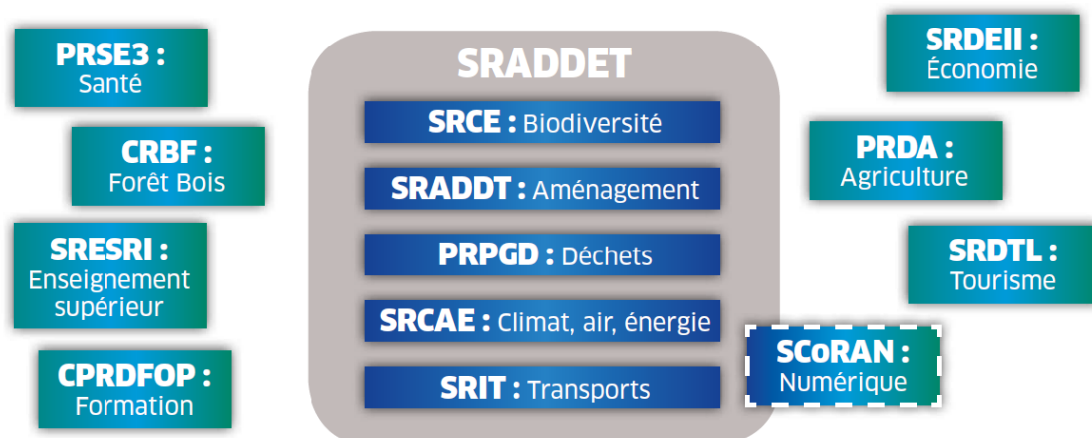 PRSE3 :
Santé
CRBF :
Forêt Bois
SRESRI :
Enseignement
supérieur
CPRDFOP :
Formation
SRADDET
SRCE : Biodiversité
SRADDT : Aménagement
PRPGD : Déchets
SRCAE : Climat, air, énergie
SRIT : Transports
SRDEII :
Économie
PRDA :
Agriculture
SRDTL :
Tourisme
SCoRAN :
Numérique